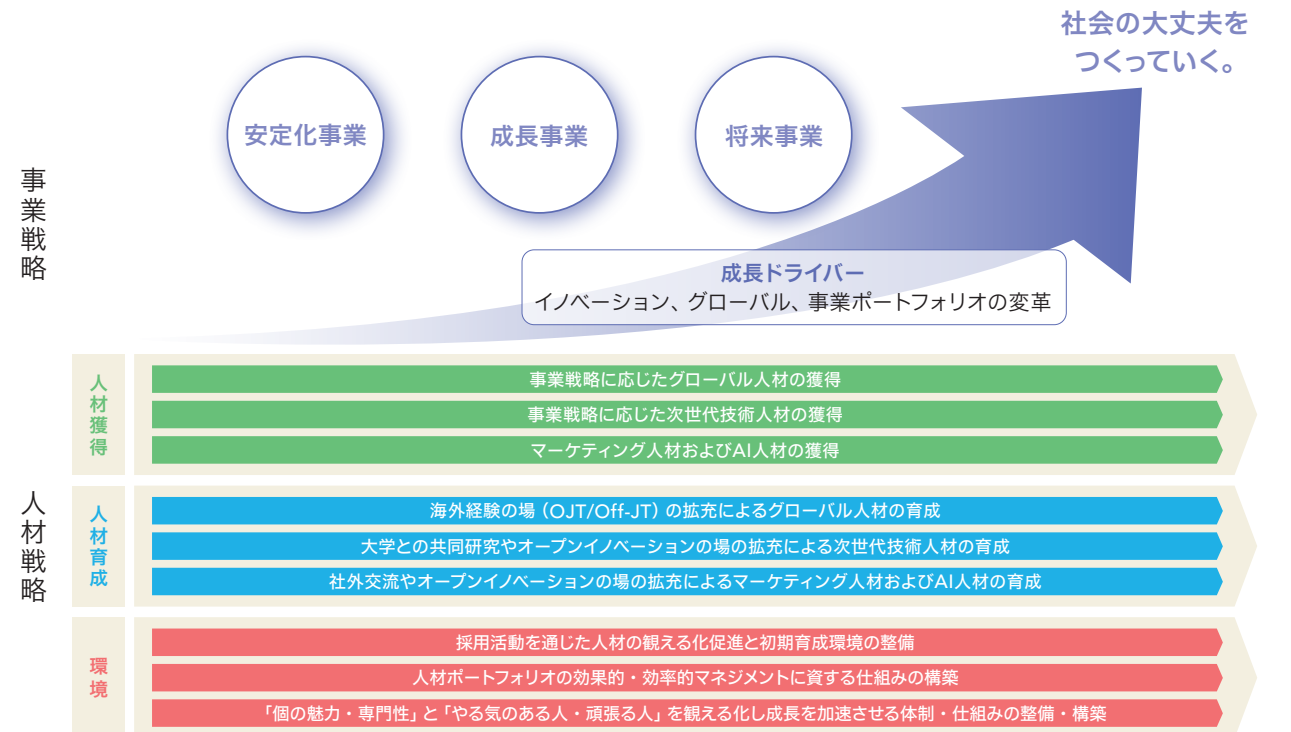 社会の大丈夫を
つくっていく。
事業戦略
安定化事業
成長事業
将来事業
成長ドライバー
イノベーション、グローバル、事業ポートフォリオの変革
人材戦略
人材獲得
事業戦略に応じたグローバル人材の獲得
事業戦略に応じた次世代技術人材の獲得
マーケティング人材およびAI人材の獲得
人材育成
海外経験の場（OJT/Off-JT）の拡充によるグローバル人材の育成
大学との共同研究やオープンイノベーションの場の拡充による次世代技術人材の育成
社外交流やオープンイノベーションの場の拡充によるマーケティング人材およびAI人材の育成
環境
採用活動を通じた人材の観える化促進と初期育成環境の整備
人材ポートフォリオの効果的・効率的マネジメントに資する仕組みの構築
「個の魅力・専門性」と「やる気のある人・頑張る人」を観える化し成長を加速させる体制・仕組みの整備・構築